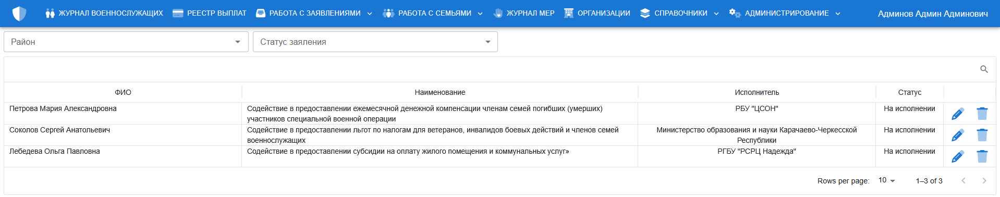 ЖУРНАЛ ВОЕННОСЛУЖАЩИХ РЕЕСТР ВЫПЛАТ РАБОТА С ЗАЯВЛЕНИЯМИ РАБОТА С СЕМЬЯМИ ЖУРНАЛ МЕР ОРГАНИЗАЦИИ СПРАВОЧНИКИ АДМИНИСТРИРОВАНИЕ Админов Админ Админович
Район Статус заяления
ФИО Наименование Исполнитель Статус
Петрова Мария Александровна Содействие в предоставлении ежемесячной денежной компенсации членам семей погибших (умерших) РБУ "ЦСОН" На исполнении
участников специальной военной операции
Соколов Сергей Анатольевич Содействие в предоставлении льгот по налогам для ветеранов, инвалидов боевых действий и членов семей Министерство образования и науки Карачаево-Черкесской На исполнении
военнослужащих Республики
Лебедева Ольга Павловна Содействие в предоставлении субсидии на оплату жилого помещения и коммунальных услуг» РГБУ "РСРЦ Надежда" На исполнении
Rows per page: 10 1–3 of 3